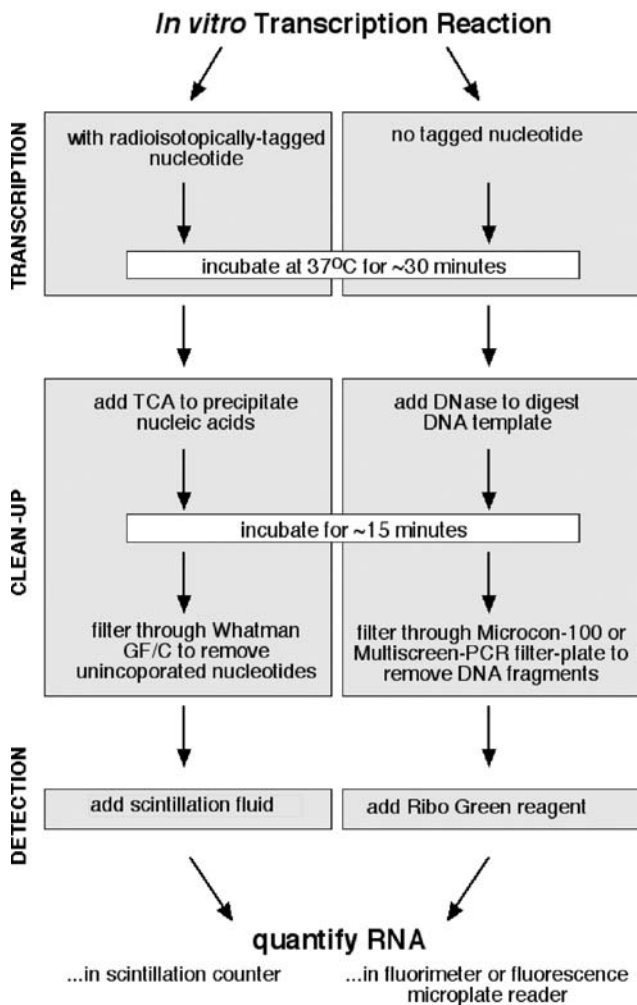 In vitro Transcription Reaction
TRANSCRIPTION
with radioisotopically-tagged
nucleotide
no tagged nucleotide
incubate at 37ºC for ~30 minutes
CLEAN-UP
add TCA to precipitate
nucleic acids
add DNase to digest
DNA template
incubate for ~15 minutes
filter through Whatman
GF/C to remove
unincoporated nucleotides
filter through Microcon-100 or
Multiscreen-PCR filter-plate to
remove DNA fragments
DETECTION
add scintillation fluid
add Ribo Green reagent
quantify RNA
...in scintillation counter
...in fluorimeter or fluorescence
microplate reader